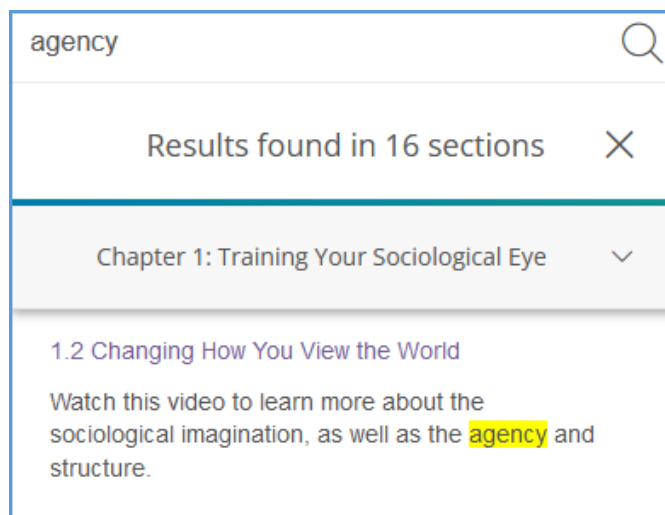 agency
Results found in 16 sections
Chapter 1: Training Your Sociological Eye
1.2 Changing How You View the World
Watch this video to learn more about the
sociological imagination, as well as the agency and
structure.